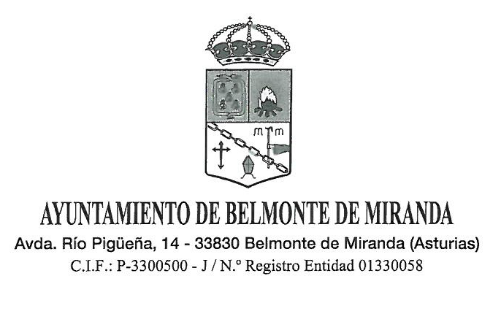 m m
AYUNTAMIENTO DE BELMONTE DE MIRANDA
Avda. Río Pigüeña, 14 - 33830 Belmonte de Miranda (Asturias)
C.I.F.: P-3300500 - J / N.º Registro Entidad 01330058